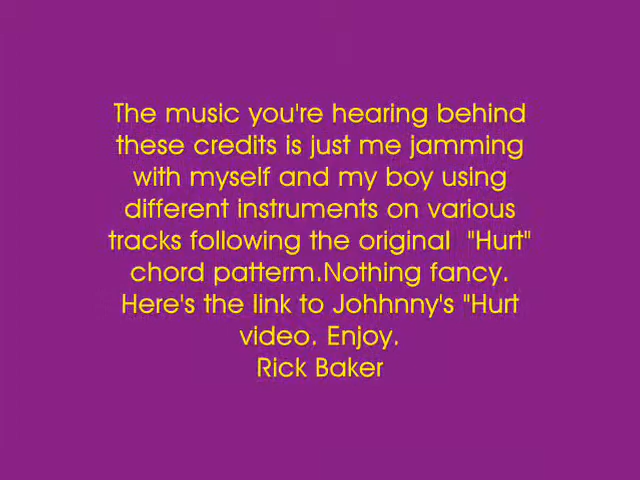 The music you're hearing behind
these credits is just me jamming
with myself and my boy using
different instruments on various
tracks following the original  "Hurt"
chord patterm.Nothing fancy.
Here's the link to Johhnny's "Hurt
video. Enjoy.
Rick Baker